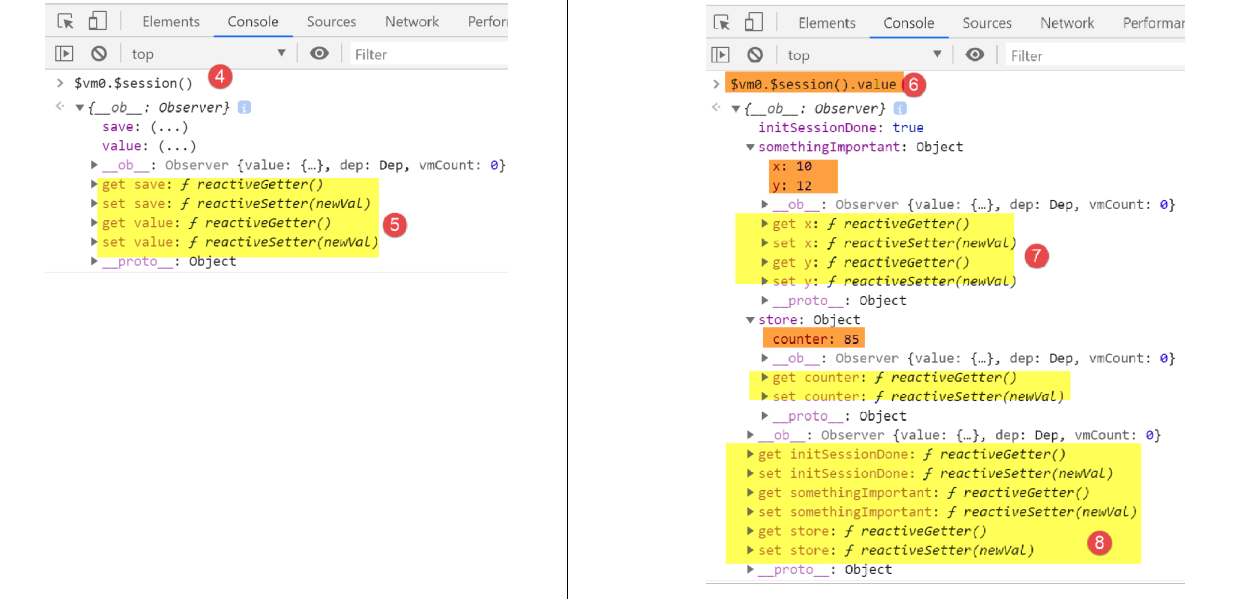 Elements Console Sources Network Perfor
top ▼ Filter
> $vm0.$session() 4
< ▼{__ob__: Observer} i
save: (...)
value: (...)
▶__ob__: Observer {value: {…}, dep: Dep, vmCount: 0}
▶get save: ƒ reactiveGetter()
▶set save: ƒ reactiveSetter(newVal)
▶get value: ƒ reactiveGetter()
5
▶set value: ƒ reactiveSetter(newVal)
▶__proto__: Object
Elements Console Sources Network Performar
top ▼ Filter
> $vm0.$session().value 6
< ▼{__ob__: Observer} i
initSessionDone: true
▼somethingImportant: Object
x: 10
y: 12
▶__ob__: Observer {value: {…}, dep: Dep, vmCount: 0}
▶get x: ƒ reactiveGetter()
▶set x: ƒ reactiveSetter(newVal)
7
▶get y: ƒ reactiveGetter()
▶set y: ƒ reactiveSetter(newVal)
▶__proto__: Object
▼store: Object
counter: 85
▶__ob__: Observer {value: {…}, dep: Dep, vmCount: 0}
▶get counter: ƒ reactiveGetter()
▶set counter: ƒ reactiveSetter(newVal)
▶__proto__: Object
▶__ob__: Observer {value: {…}, dep: Dep, vmCount: 0}
▶get initSessionDone: ƒ reactiveGetter()
▶set initSessionDone: ƒ reactiveSetter(newVal)
▶get somethingImportant: ƒ reactiveGetter()
▶set somethingImportant: ƒ reactiveSetter(newVal)
▶get store: ƒ reactiveGetter()
▶set store: ƒ reactiveSetter(newVal)
8
▶__proto__: Object